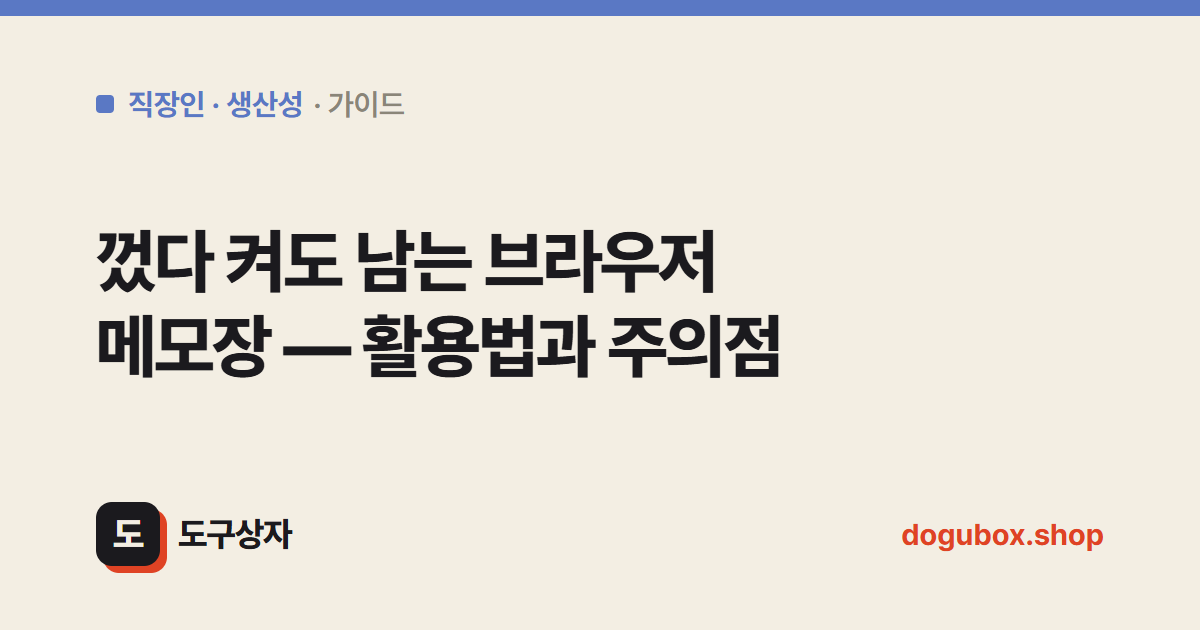 직장인 · 생산성 · 가이드
껐다 켜도 남는 브라우저
메모장 — 활용법과 주의점
도 도구상자
dogubox.shop